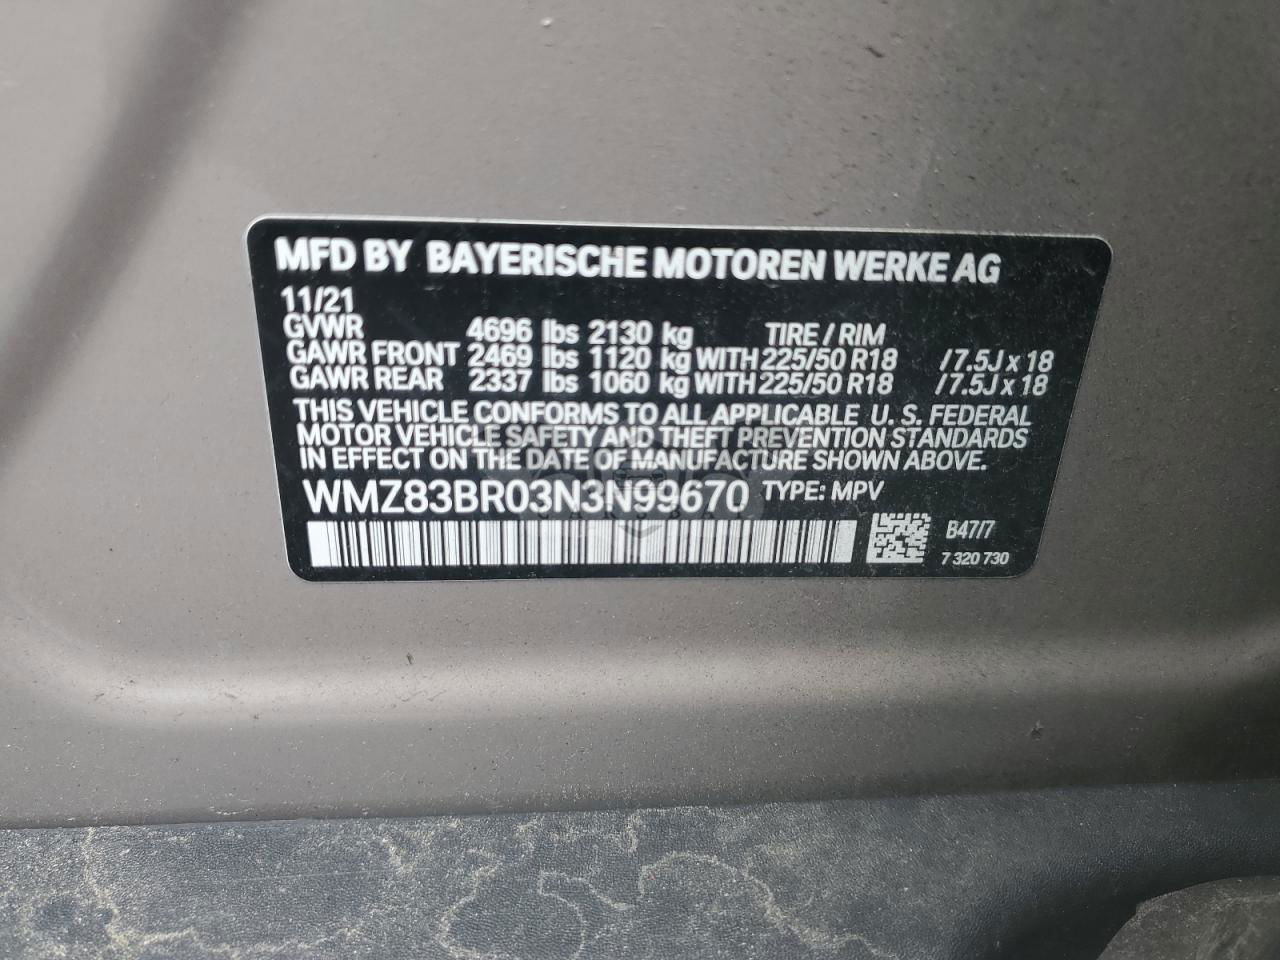 MFD BY BAYERISCHE MOTOREN WERKE AG
11/21
GVWR 4696 lbs 2130 kg TIRE / RIM
GAWR FRONT 2469 lbs 1120 kg WITH 225/50 R18 / 7.5J x 18
GAWR REAR 2337 lbs 1060 kg WITH 225/50 R18 / 7.5J x 18
THIS VEHICLE CONFORMS TO ALL APPLICABLE U. S. FEDERAL
MOTOR VEHICLE SAFETY AND THEFT PREVENTION STANDARDS
IN EFFECT ON THE DATE OF MANUFACTURE SHOWN ABOVE.
WMZ83BR03N3N99670 TYPE: MPV
B47/7
7 320 730